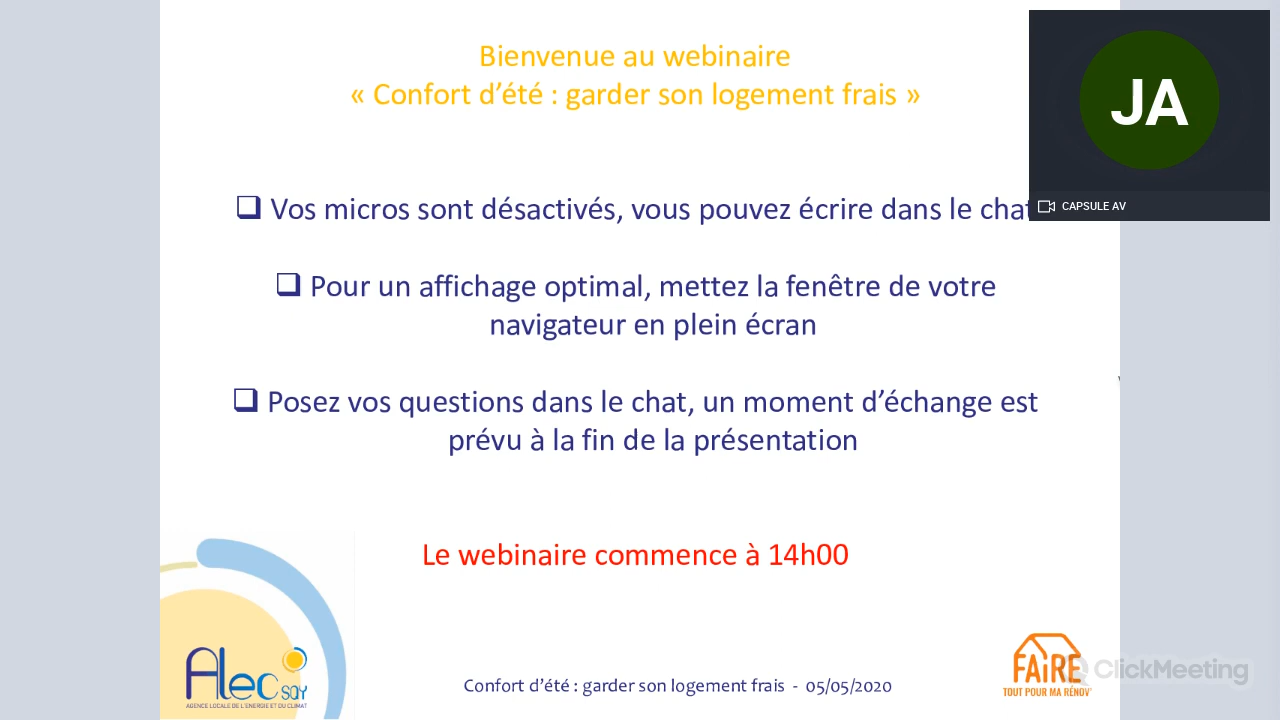 Bienvenue au webinaire
« Confort d’été : garder son logement frais »
JA
CAPSULE AV
❑ Vos micros sont désactivés, vous pouvez écrire dans le chat
❑ Pour un affichage optimal, mettez la fenêtre de votre
navigateur en plein écran
❑ Posez vos questions dans le chat, un moment d’échange est
prévu à la fin de la présentation
Le webinaire commence à 14h00
Alec SQY
AGENCE LOCALE DE L'ENERGIE ET DU CLIMAT
Confort d’été : garder son logement frais - 05/05/2020
FAiRE
TOUT POUR MA RÉNOV'
ClickMeeting